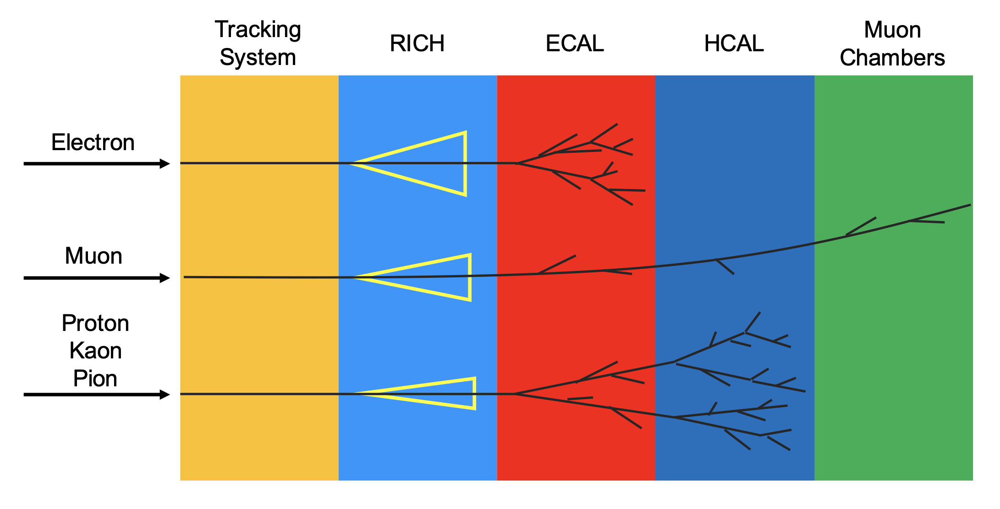 Tracking
System
RICH
ECAL
HCAL
Muon
Chambers
Electron
Muon
Proton
Kaon
Pion